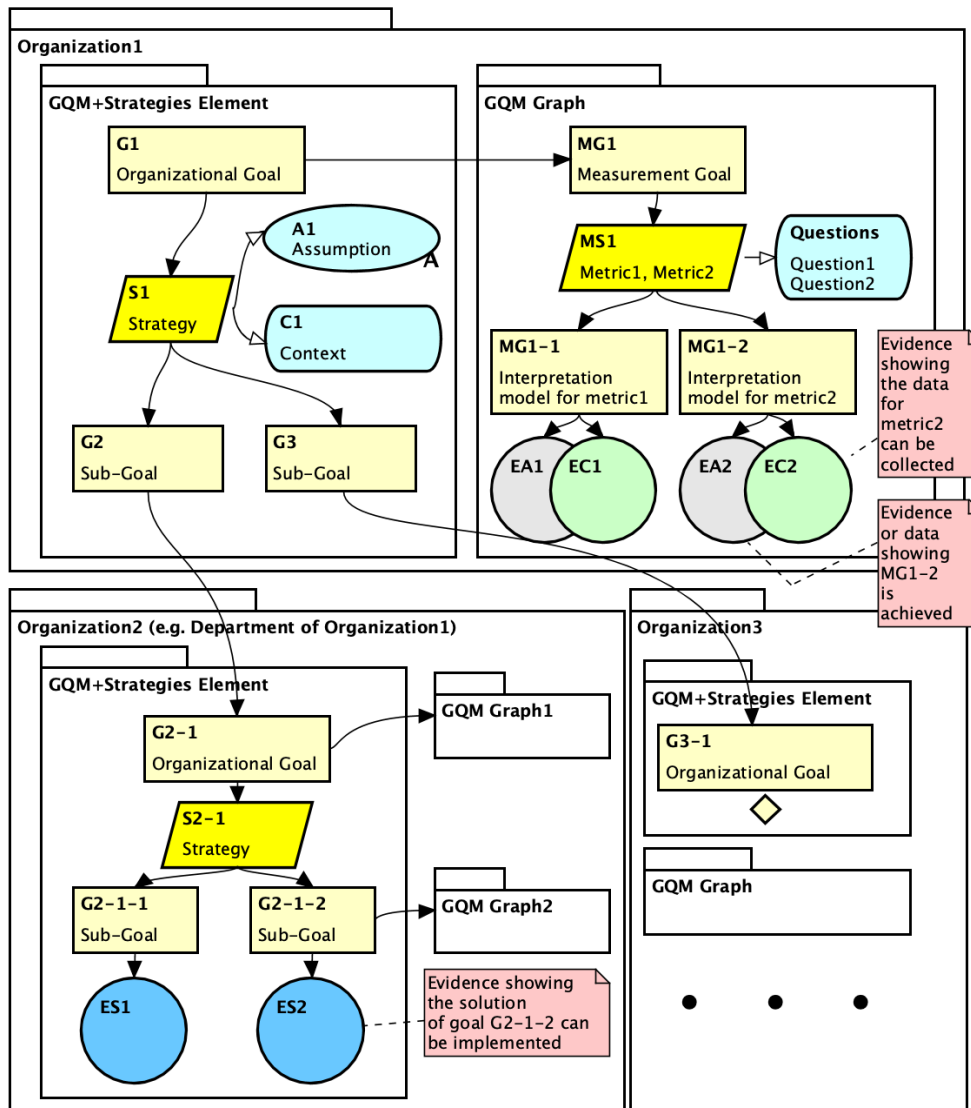 Organization1
GQM+Strategies Element
G1
Organizational Goal
A1
Assumption
A
S1
Strategy
C1
Context
G2
Sub-Goal
G3
Sub-Goal
GQM Graph
MG1
Measurement Goal
MS1
Metric1, Metric2
Questions
Question1
Question2
MG1-1
Interpretation
model for metric1
MG1-2
Interpretation
model for metric2
EA1
EC1
EA2
EC2
Evidence
showing
the data
for
metric2
can be
collected
Evidence
or data
showing
MG1-2
is
achieved
Organization2 (e.g. Department of Organization1)
GQM+Strategies Element
G2-1
Organizational Goal
S2-1
Strategy
G2-1-1
Sub-Goal
G2-1-2
Sub-Goal
ES1
ES2
GQM Graph1
GQM Graph2
Evidence showing
the solution
of goal G2-1-2 can
be implemented
Organization3
GQM+Strategies Element
G3-1
Organizational Goal
GQM Graph